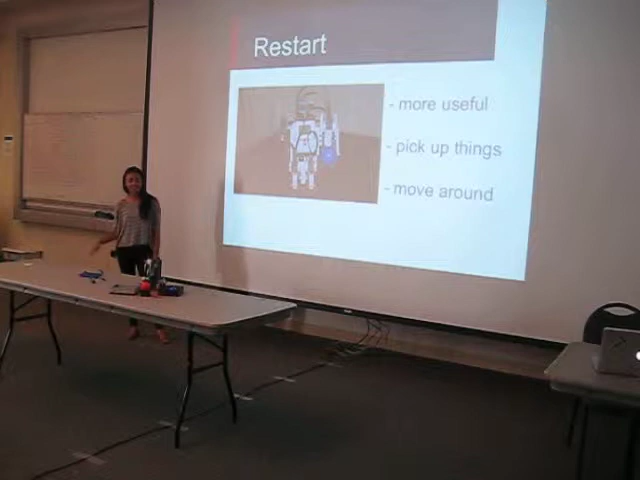 Restart
- more useful
- pick up things
- move around